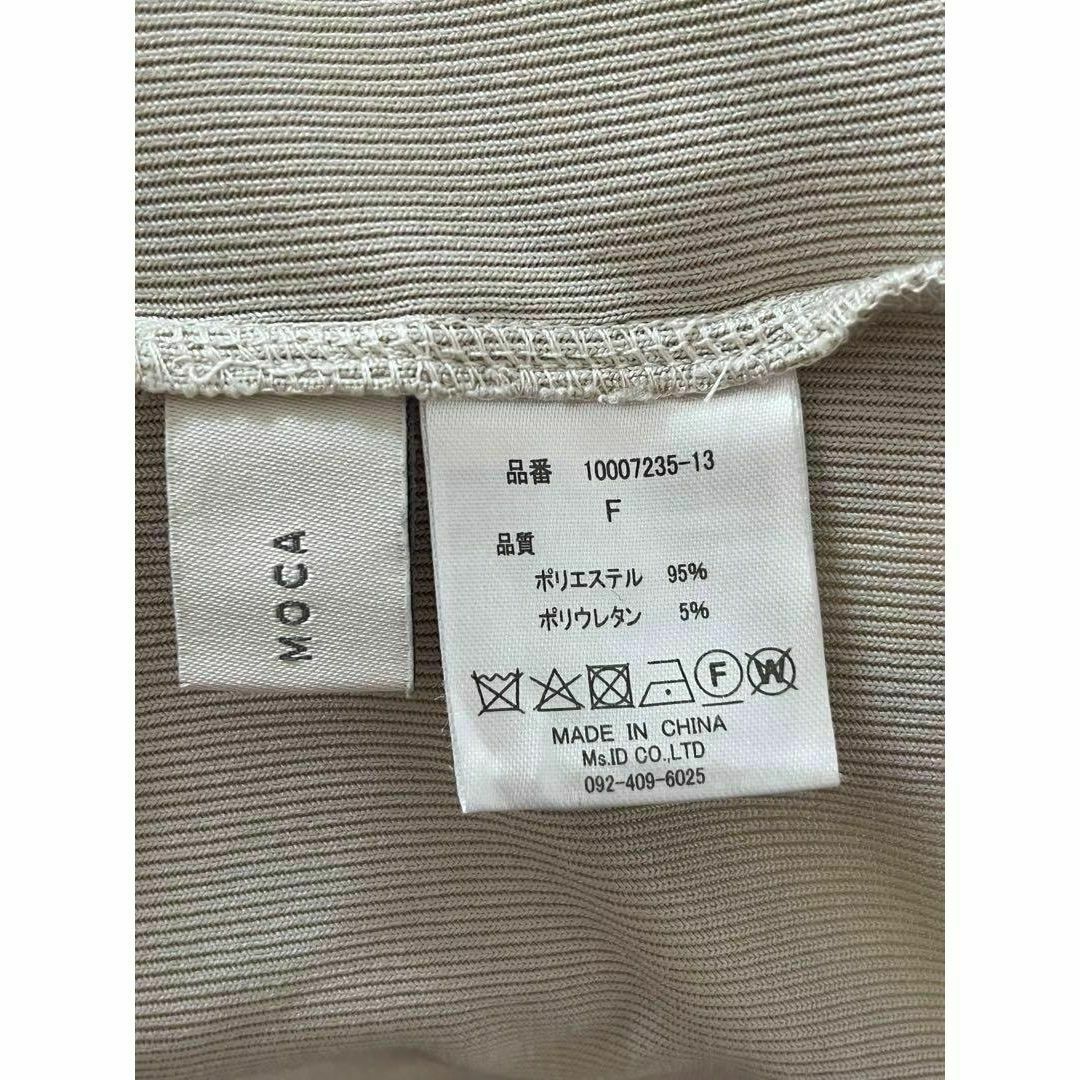 MOCA
品番 10007235-13
F
品質
ポリエステル 95%
ポリウレタン 5%
F W
MADE IN CHINA
Ms.ID CO.,LTD
092-409-6025